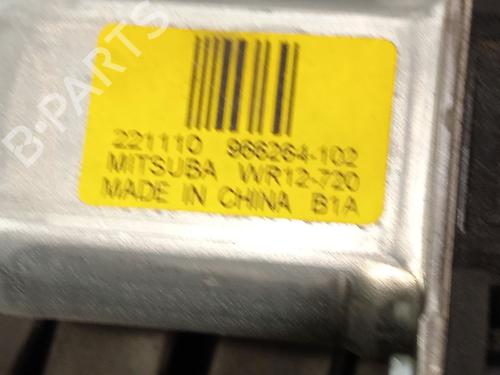 B-PARTS
221110 966264-102
MITSUBA WR12-720
MADE IN CHINA B1A